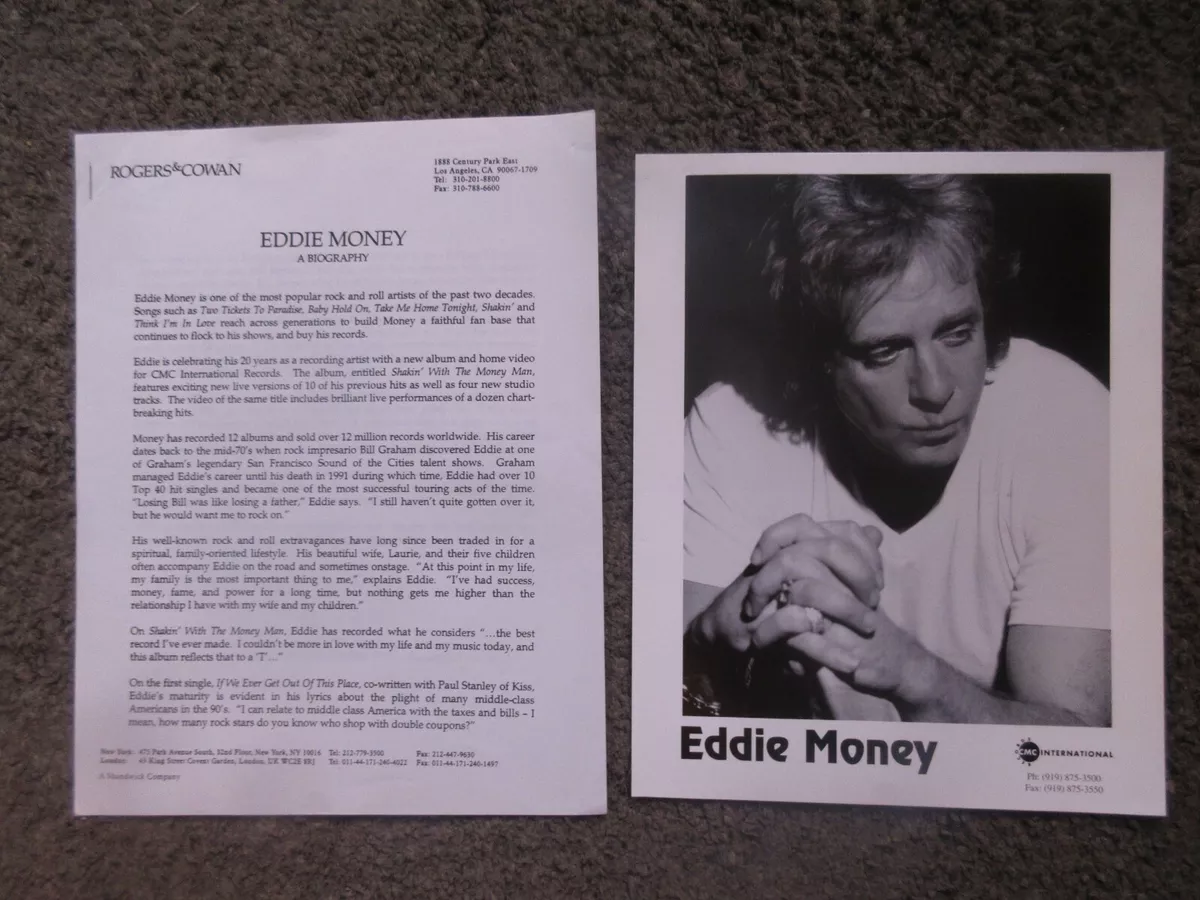 ROGERS&COWAN
1888 Century Park East
Los Angeles, CA 90067-1709
Tel: 310-201-8800
Fax: 310-788-6600
EDDIE MONEY
A BIOGRAPHY
Eddie Money is one of the most popular rock and roll artists of the past two decades.
Songs such as Two Tickets To Paradise, Baby Hold On, Take Me Home Tonight, Shakin' and
Think I'm In Love reach across generations to build Money a faithful fan base that
continues to flock to his shows, and buy his records.
Eddie is celebrating his 20 years as a recording artist with a new album and home video
for CMC International Records. The album, entitled Shakin' With The Money Man,
features exciting new live versions of 10 of his previous hits as well as four new studio
tracks. The video of the same title includes brilliant live performances of a dozen chart-
breaking hits.
Money has recorded 12 albums and sold over 12 million records worldwide. His career
dates back to the mid-70's when rock impresario Bill Graham discovered Eddie at one
of Graham's legendary San Francisco Sound of the Cities talent shows. Graham
managed Eddie's career until his death in 1991 during which time, Eddie had over 10
Top 40 hit singles and became one of the most successful touring acts of the time.
"Losing Bill was like losing a father," Eddie says. "I still haven't quite gotten over it,
but he would want me to rock on."
His well-known rock and roll extravagances have long since been traded in for a
spiritual, family-oriented lifestyle. His beautiful wife, Laurie, and their five children
often accompany Eddie on the road and sometimes onstage. "At this point in my life,
my family is the most important thing to me," explains Eddie. "I've had success,
money, fame, and power for a long time, but nothing gets me higher than the
relationship I have with my wife and my children."
On Shakin' With The Money Man, Eddie has recorded what he considers "...the best
record I've ever made. I couldn't be more in love with my life and my music today, and
this album reflects that to a 'T'..."
On the first single, If We Ever Get Out Of This Place, co-written with Paul Stanley of Kiss,
Eddie's maturity is evident in his lyrics about the plight of many middle-class
Americans in the 90's. "I can relate to middle class America with the taxes and bills – I
mean, how many rock stars do you know who shop with double coupons?"
New York: 475 Park Avenue South, 32nd Floor, New York, NY 10016 Tel: 212-779-3500 Fax: 212-447-9630
London: 43 King Street Covent Garden, London, UK WC2E 8RJ Tel: 011-44-171-240-4022 Fax: 011-44-171-240-1497
A Shandwick Company
Eddie Money
CMC INTERNATIONAL
Ph: (919) 875-3500
Fax: (919) 875-3550